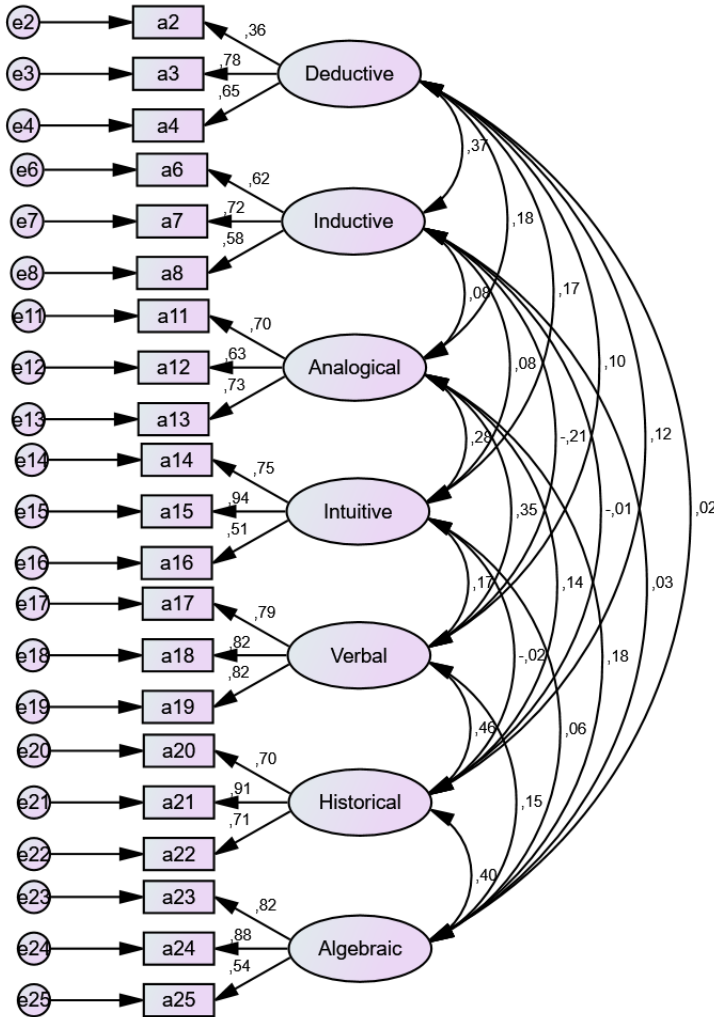 e2 a2 ,36
e3 a3 ,78 Deductive
e4 a4 ,65
e6 a6 ,62 ,37
e7 a7 ,72 Inductive ,18
e8 a8 ,58
e11 a11 ,70 ,08 ,17
e12 a12 ,63 Analogical ,08 ,10
e13 a13 ,73
e14 a14 ,75 ,28 -,21 ,12
e15 a15 ,94 Intuitive ,35 -,01 ,02
e16 a16 ,51
e17 a17 ,79 ,17 ,14 ,03
e18 a18 ,82 Verbal -,02 ,18
e19 a19 ,82
e20 a20 ,70 ,46 ,06
e21 a21 ,91 Historical ,15
e22 a22 ,71
e23 a23 ,82 ,40
e24 a24 ,88 Algebraic
e25 a25 ,54